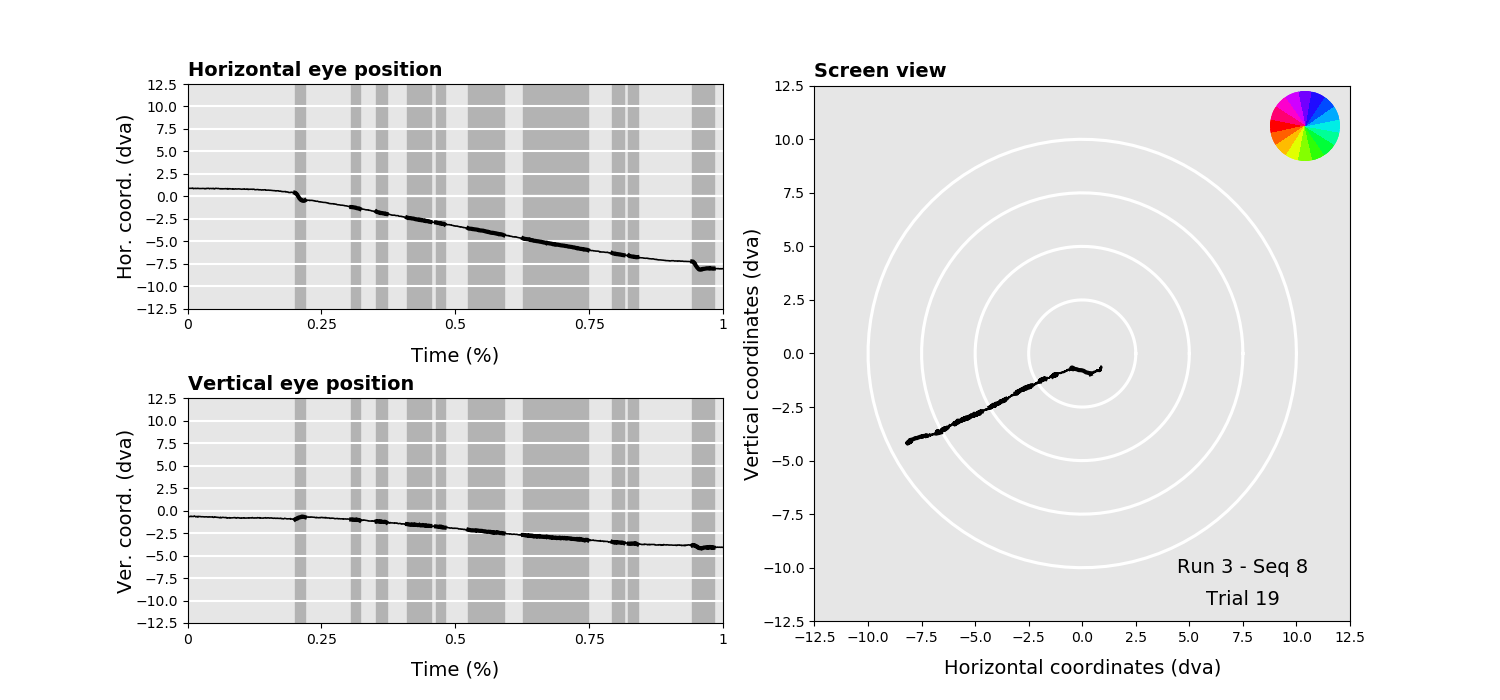 Horizontal eye position
Hor. coord. (dva)
12.5
10.0
7.5
5.0
2.5
0.0
−2.5
−5.0
−7.5
−10.0
−12.5
0 0.25 0.5 0.75 1
Time (%)
Vertical eye position
Ver. coord. (dva)
12.5
10.0
7.5
5.0
2.5
0.0
−2.5
−5.0
−7.5
−10.0
−12.5
0 0.25 0.5 0.75 1
Time (%)
Screen view
Vertical coordinates (dva)
12.5
10.0
7.5
5.0
2.5
0.0
−2.5
−5.0
−7.5
−10.0
−12.5
Run 3 - Seq 8
Trial 19
−12.5 −10.0 −7.5 −5.0 −2.5 0.0 2.5 5.0 7.5 10.0 12.5
Horizontal coordinates (dva)